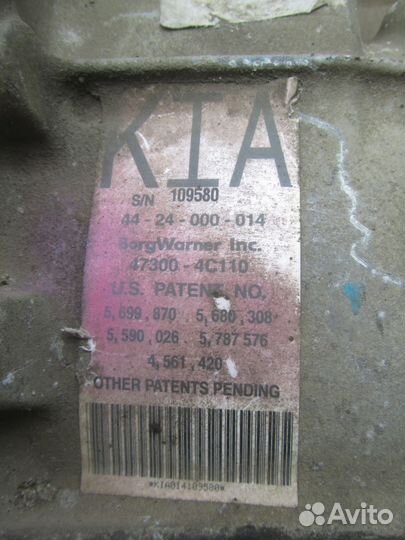 KIA
S/N 109580
44-24-000-014
BorgWarner Inc.
47300-4C110
U.S. PATENT. NO.
5,699,870 5,680,308
5,590,026 5,787,576
4,561,420
OTHER PATENTS PENDING
*KIA014109580*
Avito